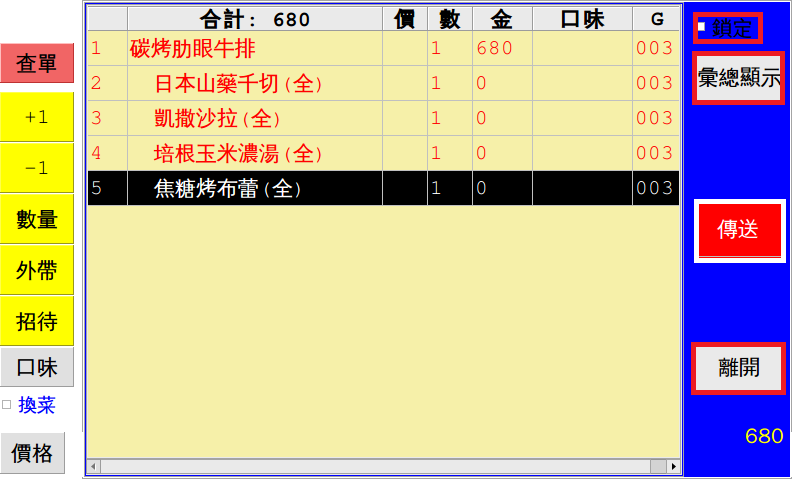 合計: 680 價 數 金 口味 G
1 碳烤肋眼牛排 1 680 003
2 日本山藥千切(全) 1 0 003
3 凱撒沙拉(全) 1 0 003
4 培根玉米濃湯(全) 1 0 003
5 焦糖烤布蕾(全) 1 0 003
查單
+1
-1
數量
外帶
招待
口味
換菜
價格
鎖定
彙總顯示
傳送
離開
680